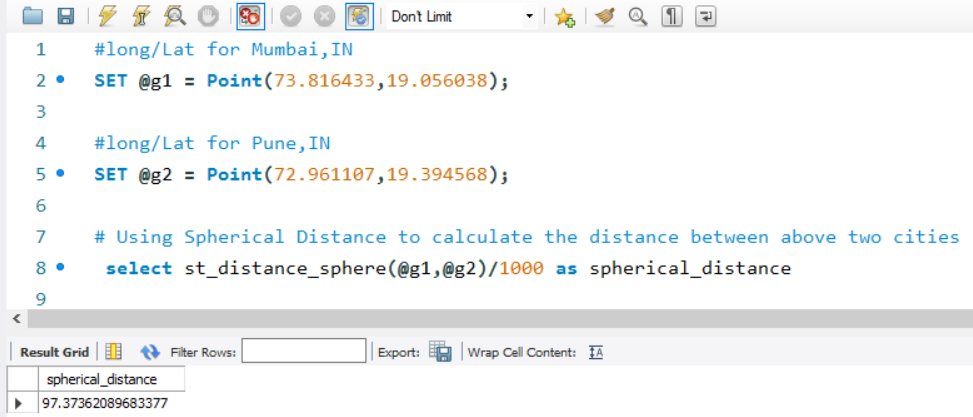 Don't Limit
1 #long/Lat for Mumbai,IN
2 SET @g1 = Point(73.816433,19.056038);
3
4 #long/Lat for Pune,IN
5 SET @g2 = Point(72.961107,19.394568);
6
7 # Using Spherical Distance to calculate the distance between above two cities
8 select st_distance_sphere(@g1,@g2)/1000 as spherical_distance
9
Result Grid Filter Rows: Export: Wrap Cell Content:
spherical_distance
97.37362089683377